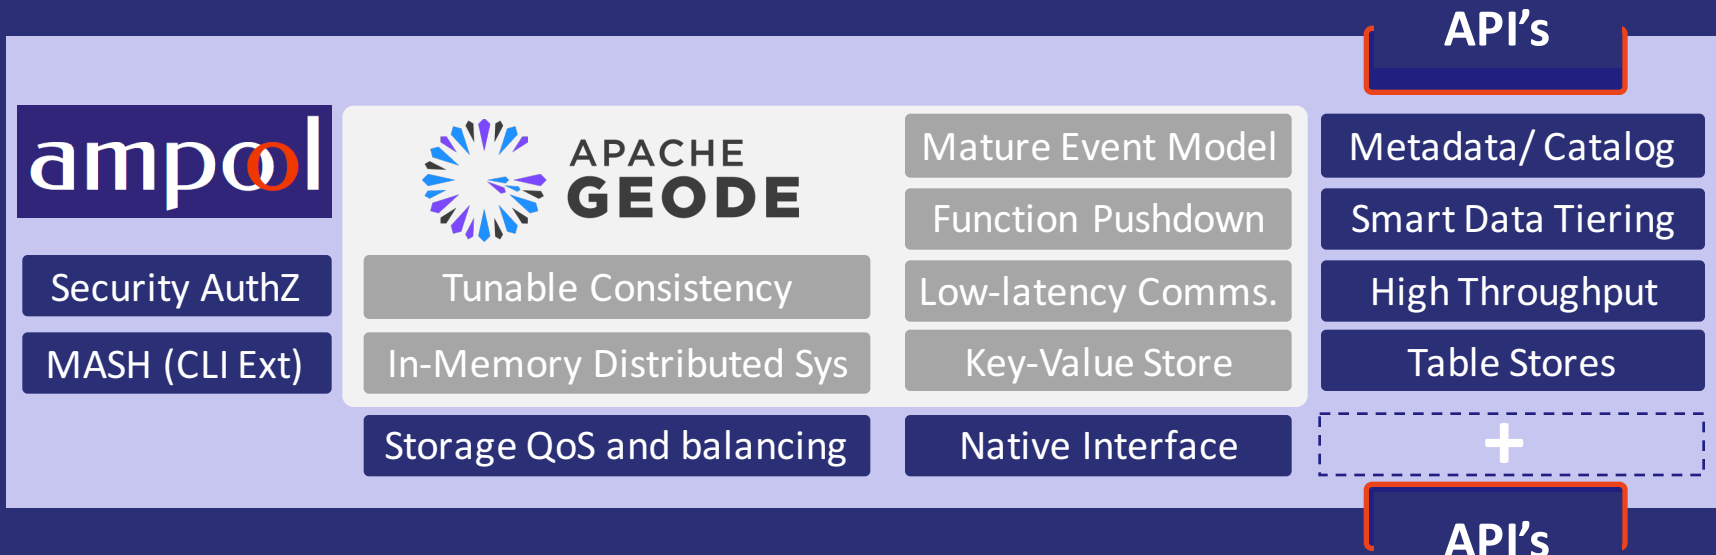 API’s
ampool
APACHE
GEODE
Mature Event Model
Metadata/ Catalog
Function Pushdown
Smart Data Tiering
Security AuthZ
Tunable Consistency
Low-latency Comms.
High Throughput
MASH (CLI Ext)
In-Memory Distributed Sys
Key-Value Store
Table Stores
Storage QoS and balancing
Native Interface
+
API’s